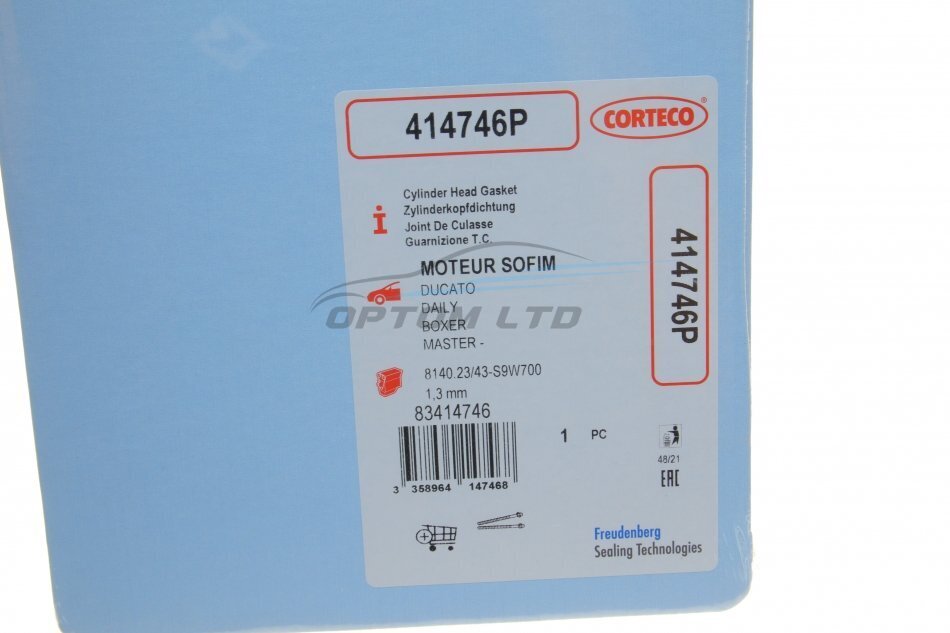 414746P
CORTECO®
Cylinder Head Gasket
Zylinderkopfdichtung
Joint De Culasse
Guarnizione T.C.
MOTEUR SOFIM
DUCATO
DAILY
BOXER
MASTER -
OPTOM LTD
8140.23/43-S9W700
1,3 mm
83414746
3 358964 147468
1 PC
414746P
48/21
EAC
Freudenberg
Sealing Technologies